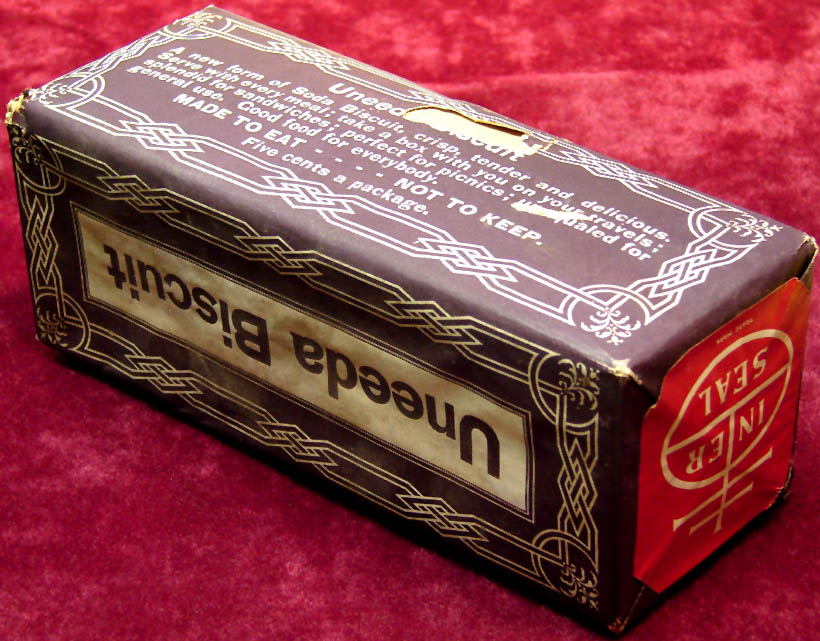 Uneeda Biscuit
A new form of Soda Biscuit, crisp, tender and delicious.
Serve with every meal; take a box with you on your travels;
splendid for sandwiches; perfect for picnics; unequaled for
general use. Good food for everybody.
MADE TO EAT - - - - NOT TO KEEP.
Five cents a package.
Uneeda Biscuit
TRADE MARK
IN ER
SEAL